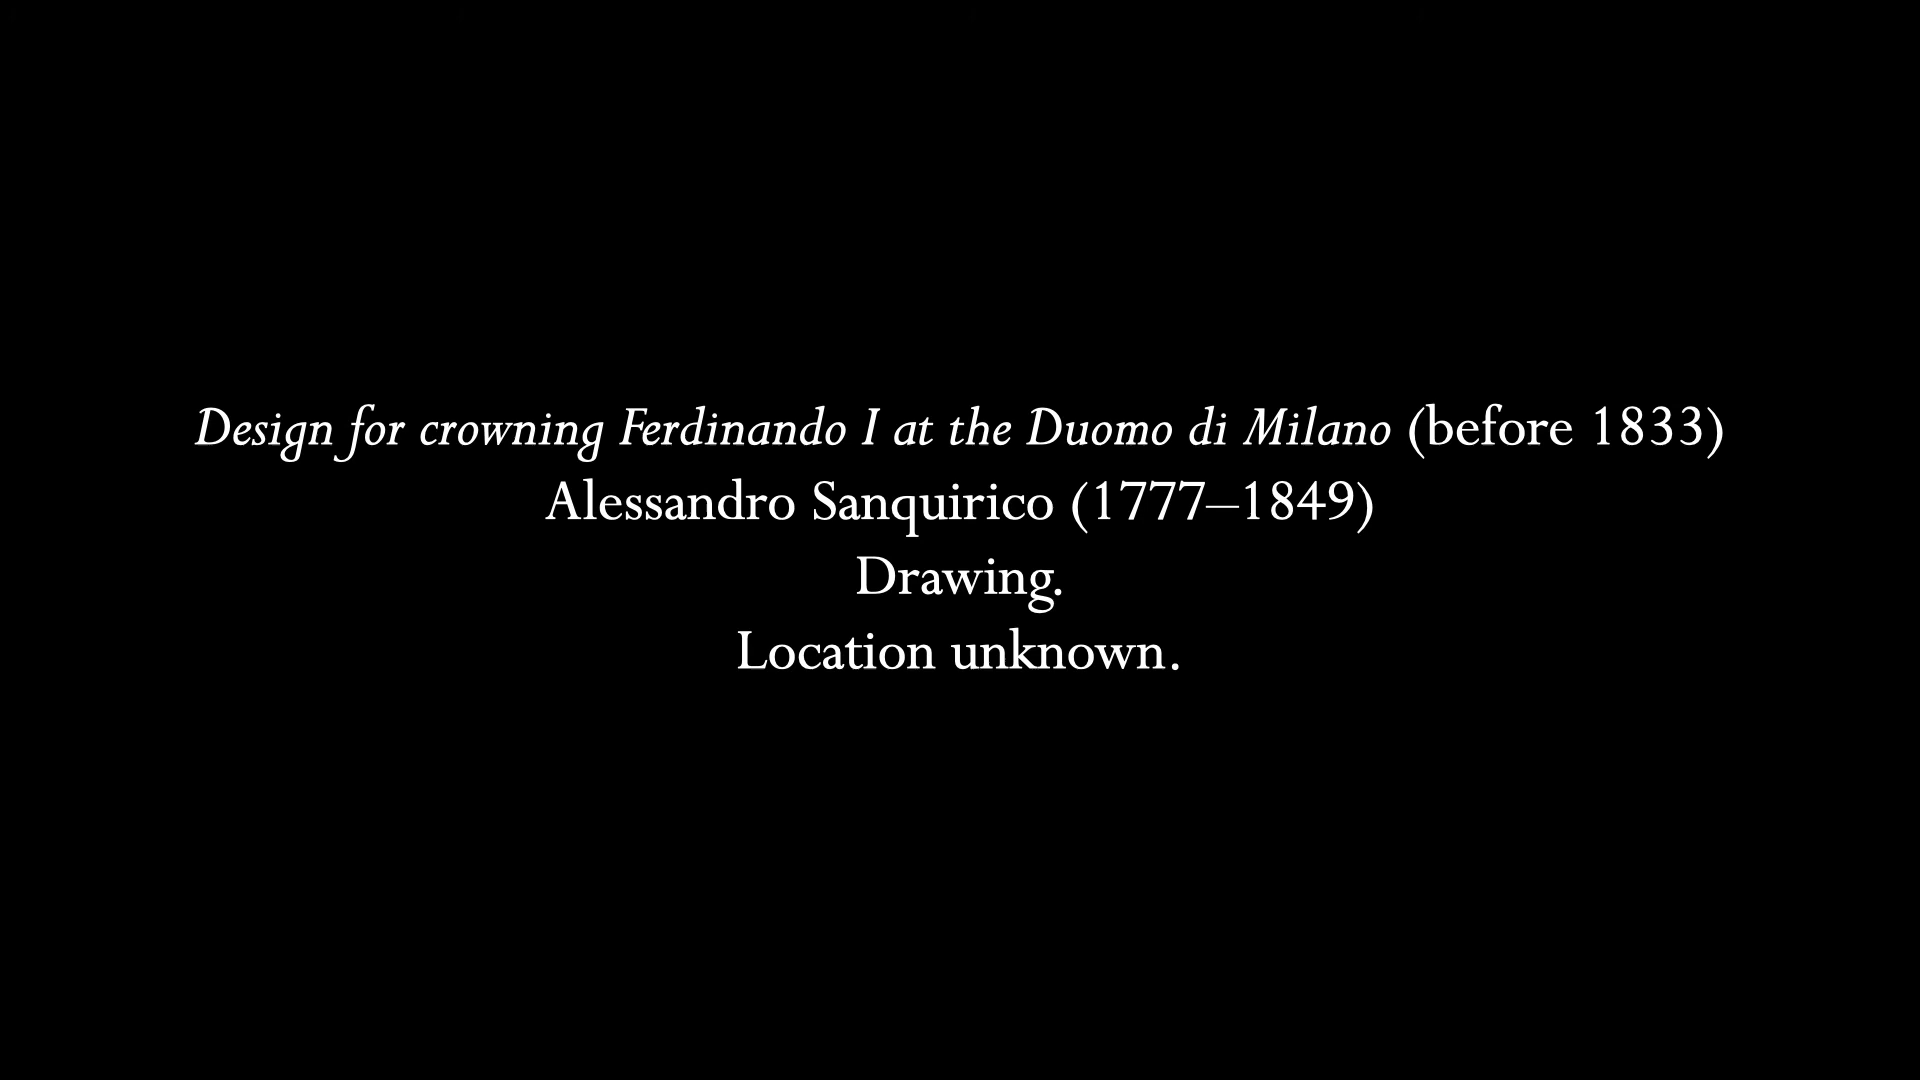 Design for crowning Ferdinando I at the Duomo di Milano (before 1833)
Alessandro Sanquirico (1777–1849)
Drawing.
Location unknown.